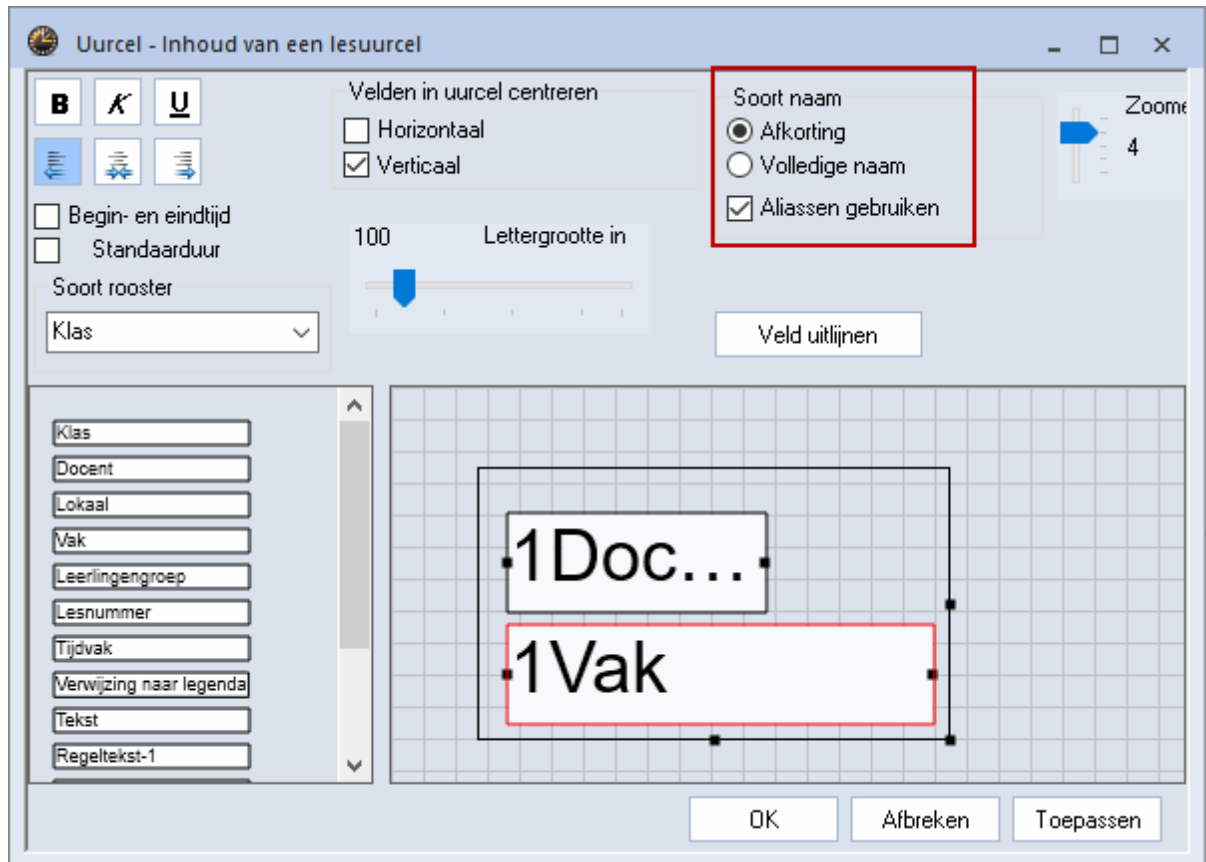 Uurcel - Inhoud van een lesuurcel
B K U
Velden in uurcel centreren
Horizontaal
Verticaal
Soort naam
Afkorting
Volledige naam
Aliassen gebruiken
Zoome
4
Begin- en eindtijd
Standaarduur
100 Lettergrootte in
Soort rooster
Klas
Veld uitlijnen
Klas
Docent
Lokaal
Vak
Leerlingengroep
Lesnummer
Tijdvak
Verwijzing naar legenda
Tekst
Regeltekst-1
1Doc...
1Vak
OK Afbreken Toepassen